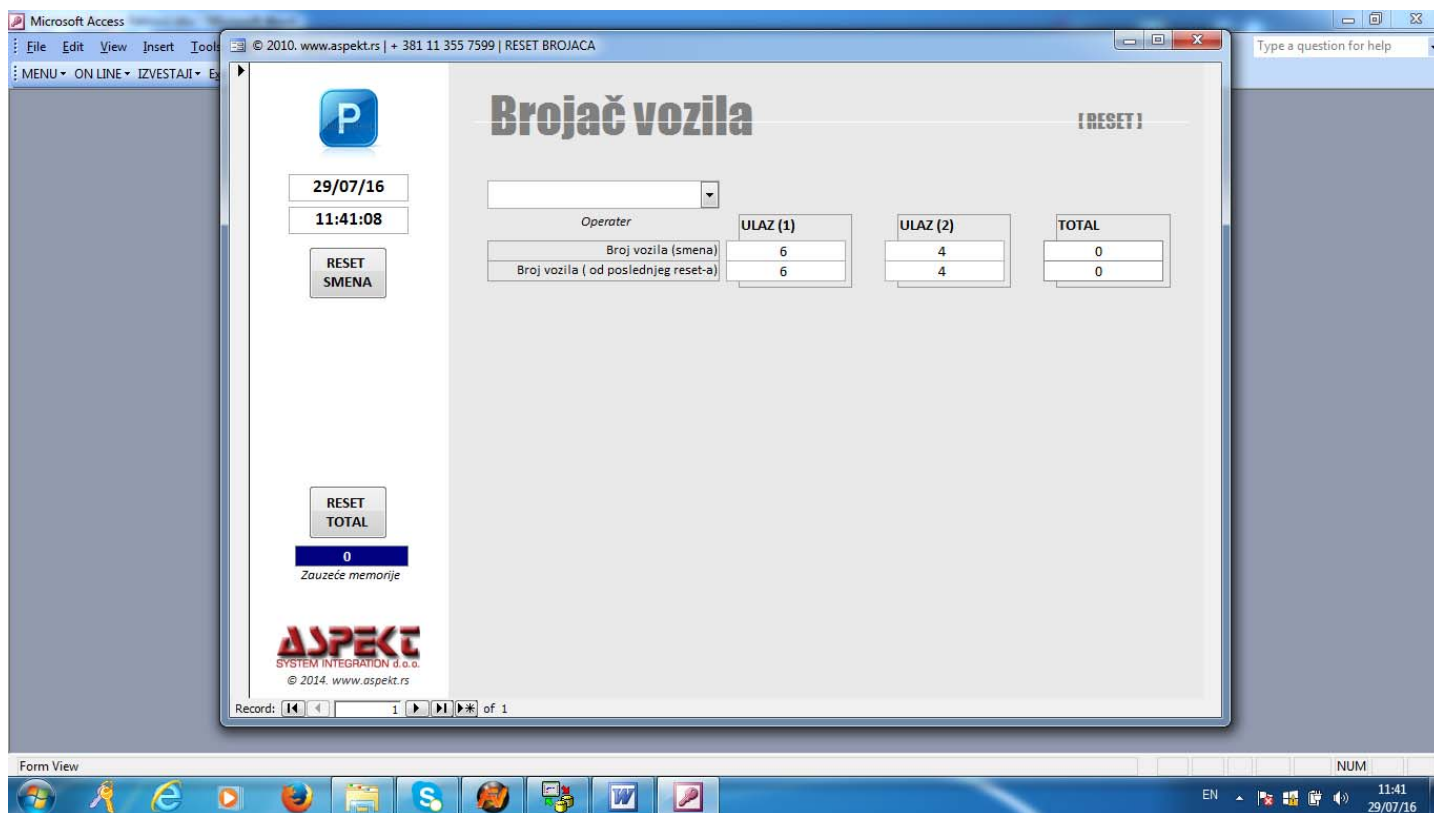 Microsoft Access
File Edit View Insert Tools
Type a question for help
MENU ON LINE IZVESTAJI
© 2010. www.aspekt.rs | + 381 11 355 7599 | RESET BROJACA
P
Brojač vozila
[ RESET ]
29/07/16
11:41:08
Operater
ULAZ (1) ULAZ (2) TOTAL
Broj vozila (smena) 6 4 0
Broj vozila ( od poslednjeg reset-a) 6 4 0
RESET
SMENA
RESET
TOTAL
0
Zauzeće memorije
ASPEKT
SYSTEM INTEGRATION d.o.o.
© 2014. www.aspekt.rs
Record: 1 of 1
Form View
NUM
EN
11:41
29/07/16